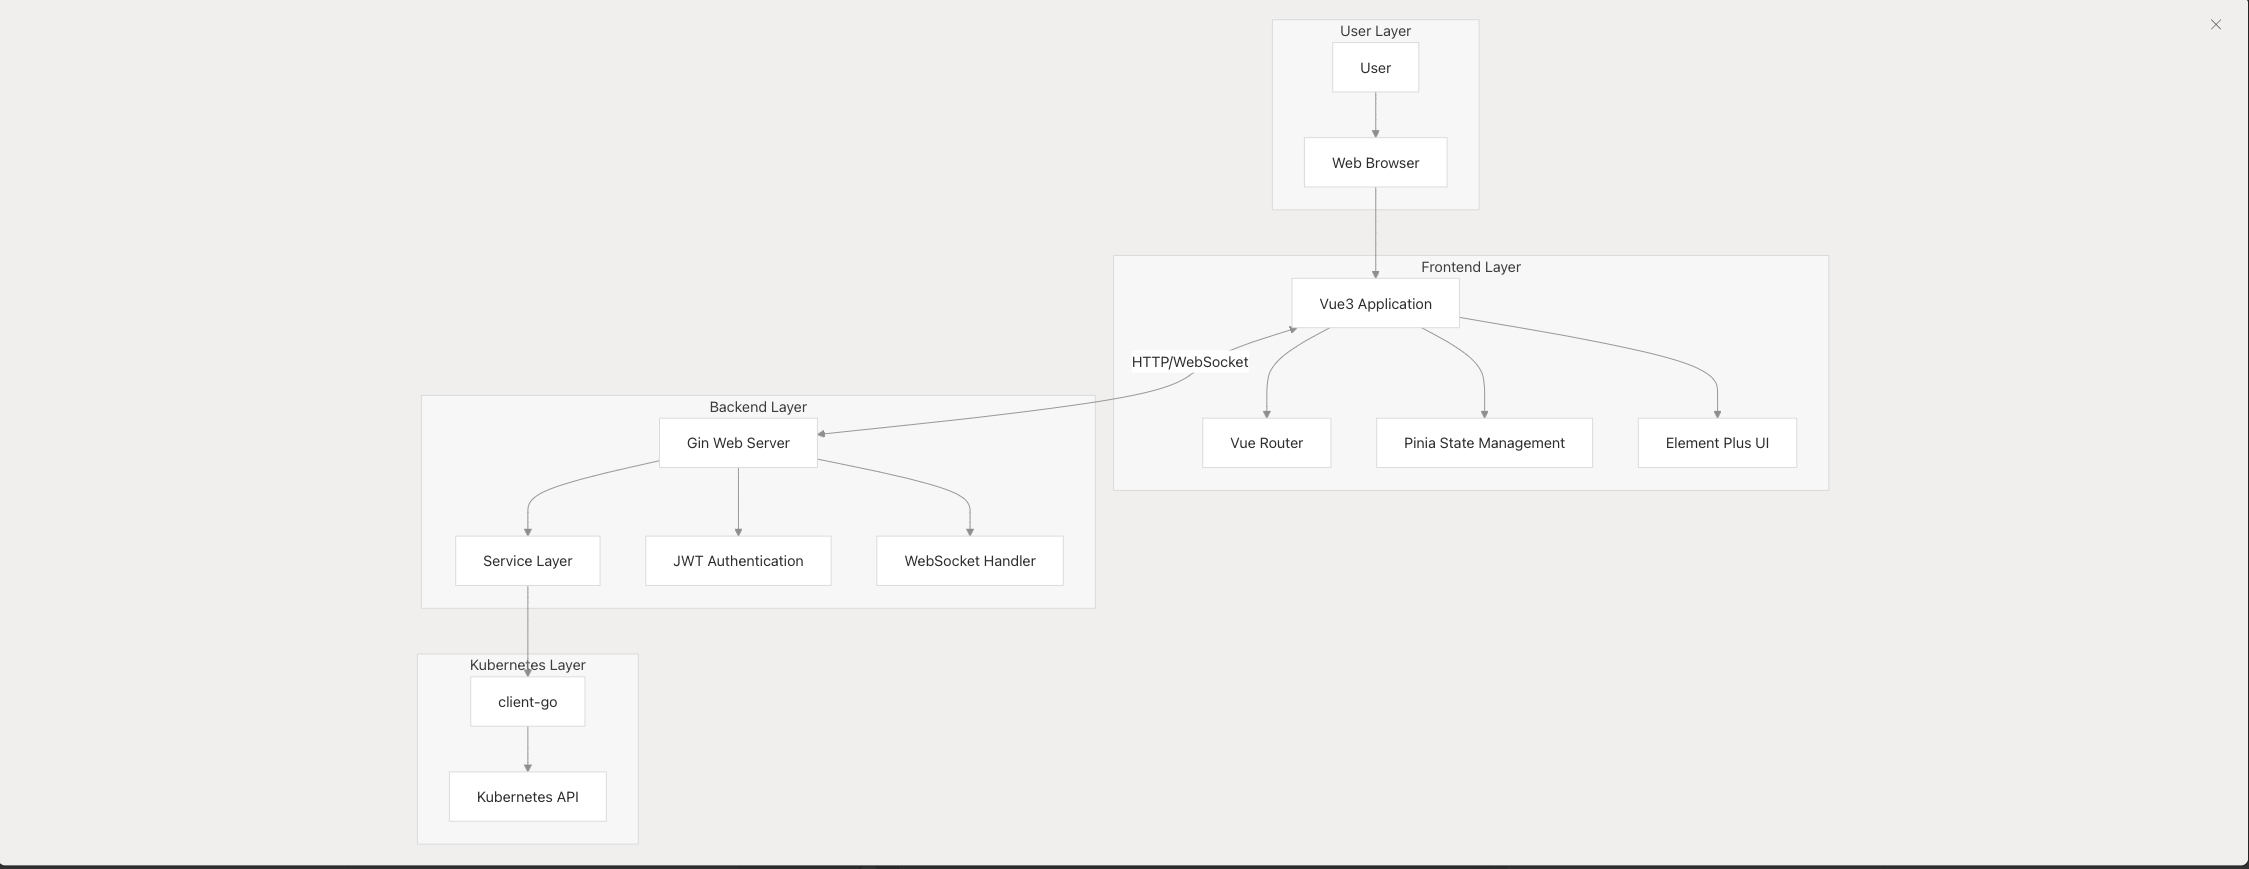 User Layer
User
Web Browser
Frontend Layer
Vue3 Application
HTTP/WebSocket
Vue Router
Pinia State Management
Element Plus UI
Backend Layer
Gin Web Server
Service Layer
JWT Authentication
WebSocket Handler
Kubernetes Layer
client-go
Kubernetes API